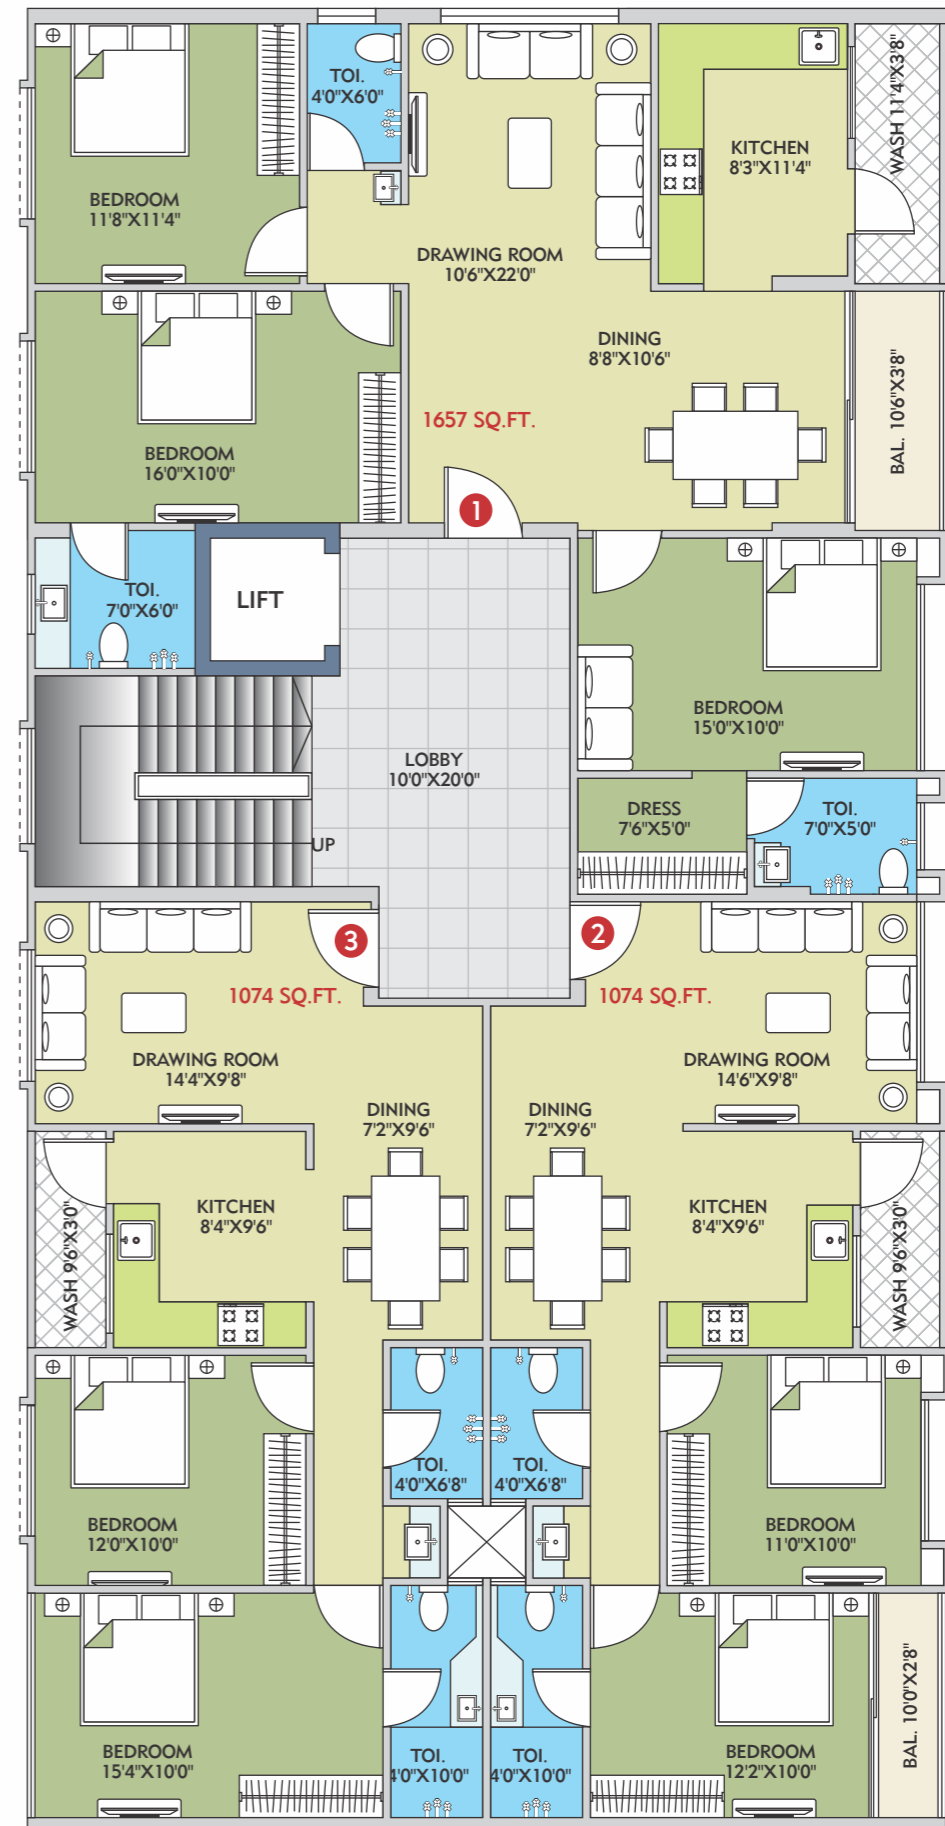 TOI.
4'0"X6'0"
BEDROOM
11'8"X11'4"
DRAWING ROOM
10'6"X22'0"
KITCHEN
8'3"X11'4"
WASH 11'4"X3'8"
DINING
8'8"X10'6"
BAL. 10'6"X3'8"
1657 SQ.FT.
BEDROOM
16'0"X10'0"
1
TOI.
7'0"X6'0"
LIFT
BEDROOM
15'0"X10'0"
LOBBY
10'0"X20'0"
DRESS
7'6"X5'0"
TOI.
7'0"X5'0"
UP
3
2
1074 SQ.FT.
1074 SQ.FT.
DRAWING ROOM
14'4"X9'8"
DRAWING ROOM
14'6"X9'8"
DINING
7'2"X9'6"
DINING
7'2"X9'6"
WASH 9'6"X3'0"
KITCHEN
8'4"X9'6"
KITCHEN
8'4"X9'6"
WASH 9'6"X3'0"
TOI.
4'0"X6'8"
TOI.
4'0"X6'8"
BEDROOM
12'0"X10'0"
BEDROOM
11'0"X10'0"
BEDROOM
15'4"X10'0"
TOI.
4'0"X10'0"
TOI.
4'0"X10'0"
BEDROOM
12'2"X10'0"
BAL. 10'0"X2'8"